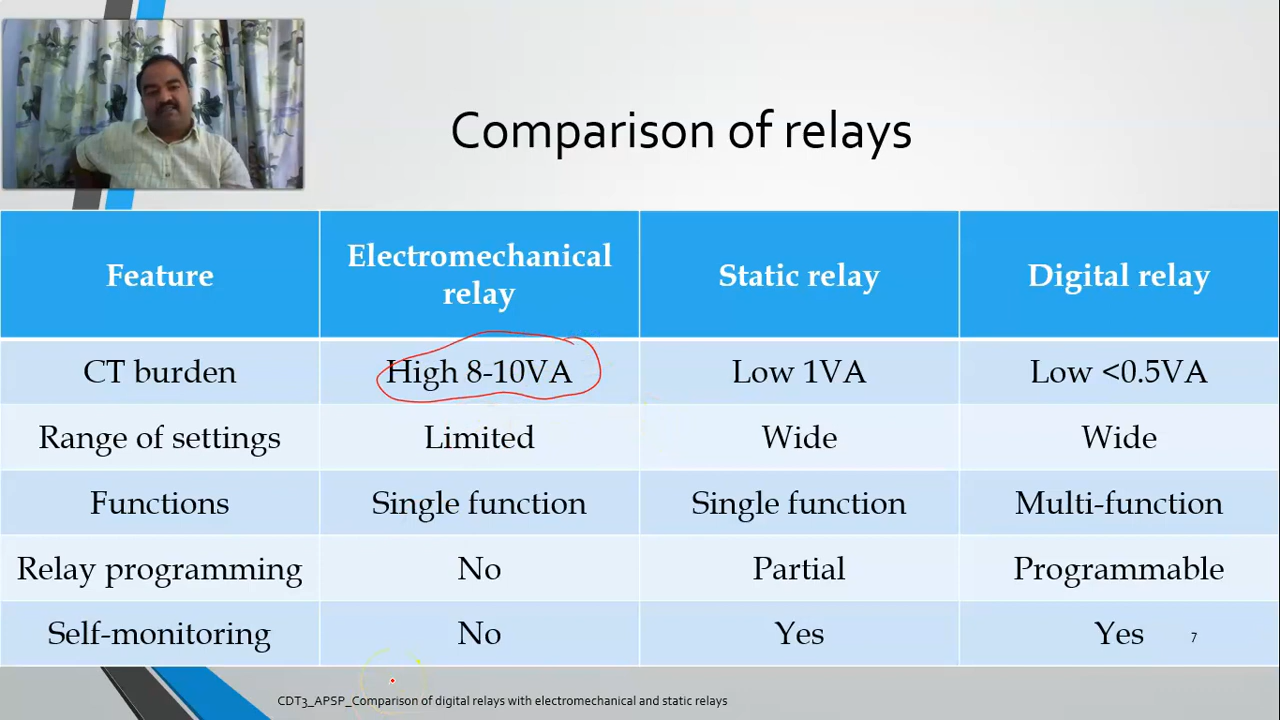 Comparison of relays
Feature
Electromechanical
relay
Static relay
Digital relay
CT burden
High 8-10VA
Low 1VA
Low <0.5VA
Range of settings
Limited
Wide
Wide
Functions
Single function
Single function
Multi-function
Relay programming
No
Partial
Programmable
Self-monitoring
No
Yes
Yes
7
CDT3_APSP_Comparison of digital relays with electromechanical and static relays